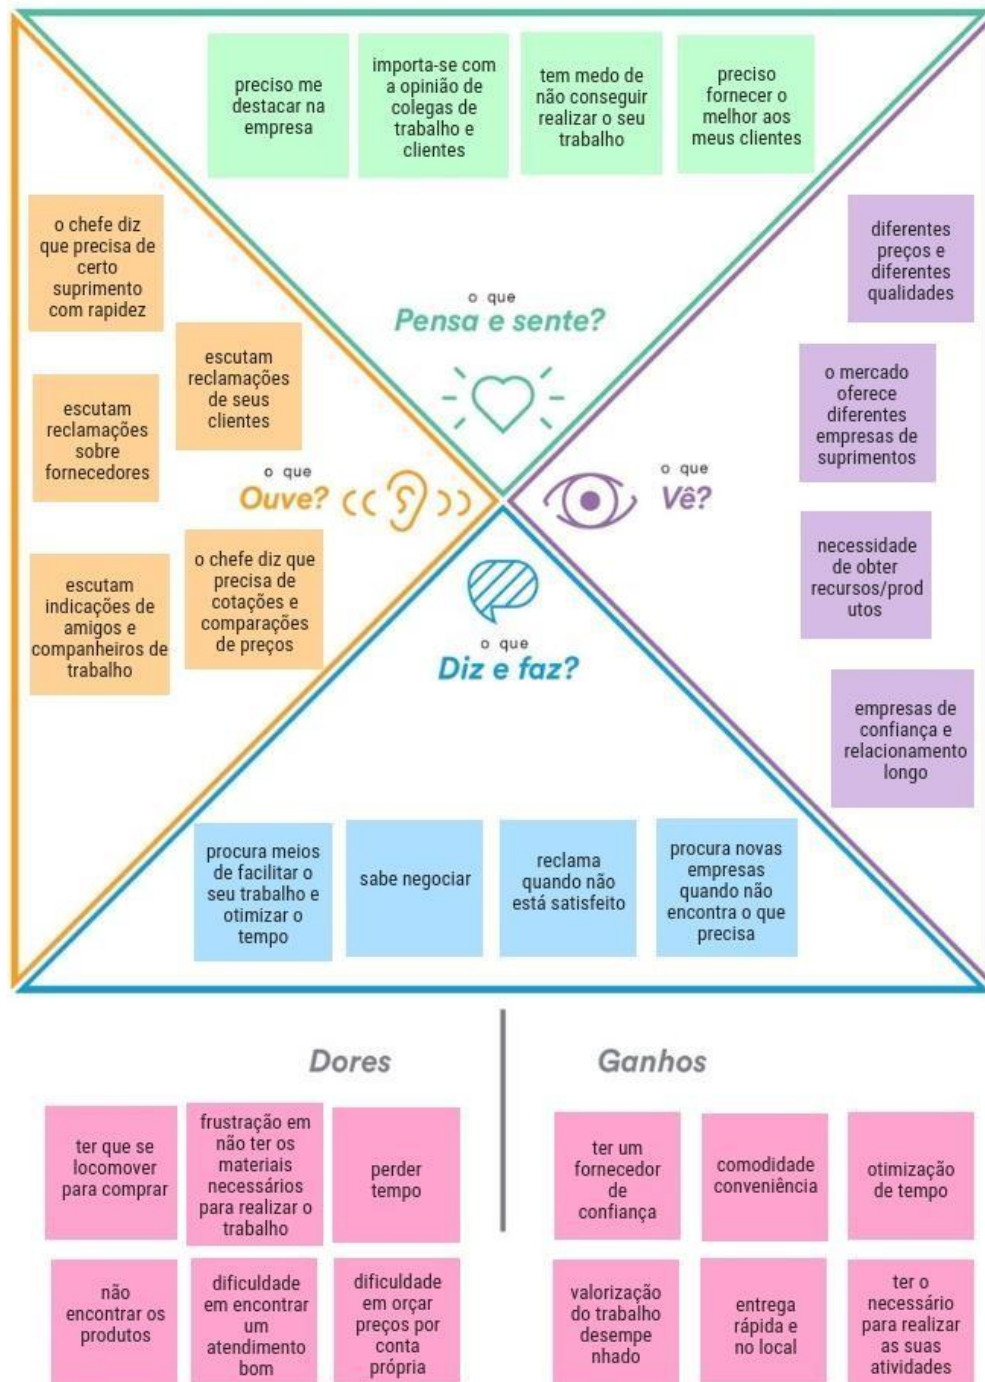 preciso me
destacar na
empresa
importa-se com
a opinião de
colegas de
trabalho e
clientes
tem medo de
não conseguir
realizar o seu
trabalho
preciso
fornecer o
melhor aos
meus clientes
o que
Pensa e sente?
o chefe diz
que precisa de
certo
suprimento
com rapidez
escutam
reclamações
de seus
clientes
escutam
reclamações
sobre
fornecedores
o que
Ouve?
escutam
indicações de
amigos e
companheiros de
trabalho
o chefe diz que
precisa de
cotações e
comparações
de preços
diferentes
preços e
diferentes
qualidades
o mercado
oferece
diferentes
empresas de
suprimentos
o que
Vê?
necessidade
de obter
recursos/prod
utos
empresas de
confiança e
relacionamento
longo
o que
Diz e faz?
procura meios
de facilitar o
seu trabalho e
otimizar o
tempo
sabe negociar
reclama
quando não
está satisfeito
procura novas
empresas
quando não
encontra o que
precisa
Dores
ter que se
locomover
para comprar
frustração em
não ter os
materiais
necessários
para realizar o
trabalho
perder
tempo
não
encontrar os
produtos
dificuldade
em encontrar
um
atendimento
bom
dificuldade
em orçar
preços por
conta
própria
Ganhos
ter um
fornecedor
de
confiança
comodidade
conveniência
otimização
de tempo
valorização
do trabalho
desempe
nhado
entrega
rápida e
no local
ter o
necessário
para realizar
as suas
atividades